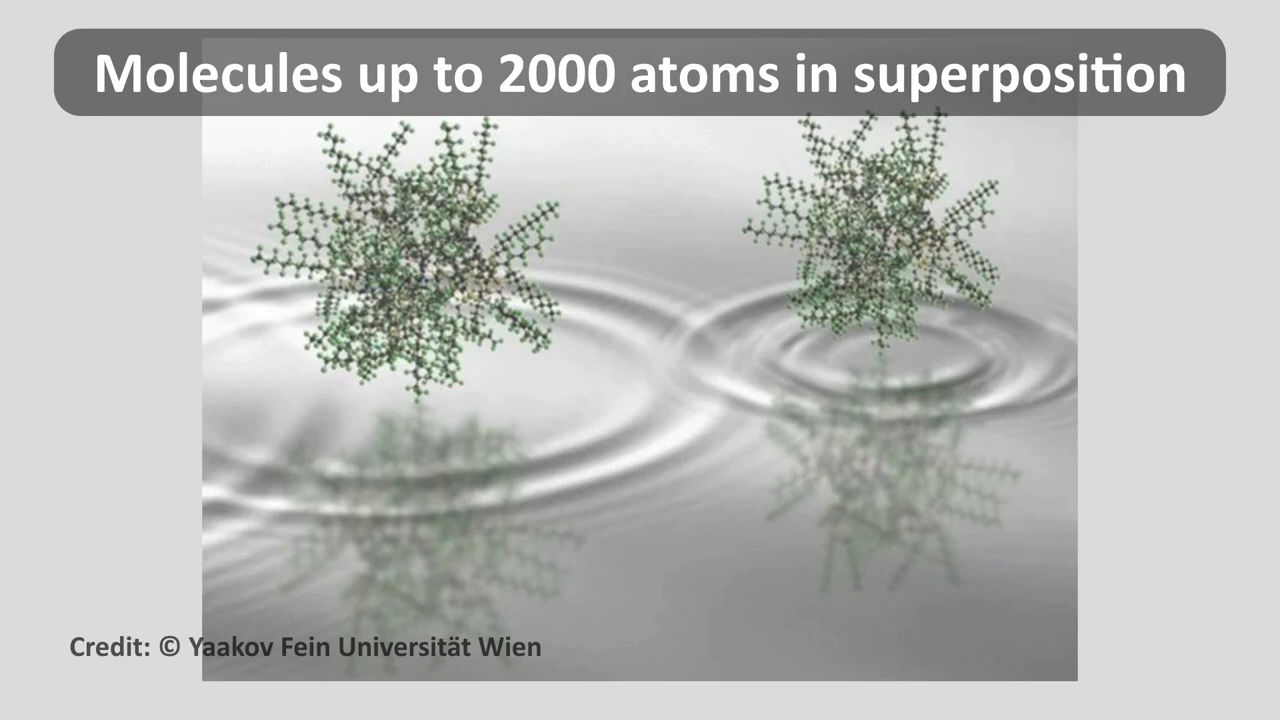 Molecules up to 2000 atoms in superposition
Credit: © Yaakov Fein Universität Wien